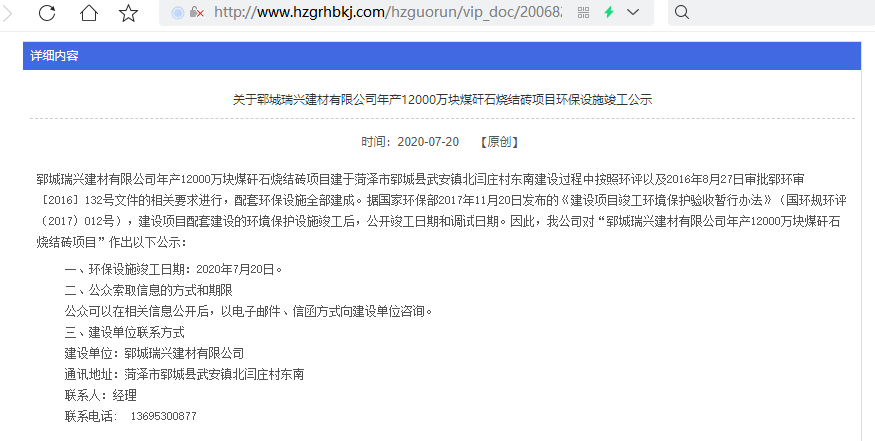 http://www.hzgrhbkj.com/hzguorun/vip_doc/200682
详细内容
关于郓城瑞兴建材有限公司年产12000万块煤矸石烧结砖项目环保设施竣工公示
时间：2020-07-20 【原创】
郓城瑞兴建材有限公司年产12000万块煤矸石烧结砖项目建于菏泽市郓城县武安镇北闫庄村东南建设过程中按照环评以及2016年8月27日审批郓环审
［2016］132号文件的相关要求进行，配套环保设施全部建成。据国家环保部2017年11月20日发布的《建设项目竣工环境保护验收暂行办法》（国环规环评
（2017）012号），建设项目配套建设的环境保护设施竣工后，公开竣工日期和调试日期。因此，我公司对“郓城瑞兴建材有限公司年产12000万块煤矸石
烧结砖项目”作出以下公示：
一、环保设施竣工日期：2020年7月20日。
二、公众索取信息的方式和期限
公众可以在相关信息公开后，以电子邮件、信函方式向建设单位咨询。
三、建设单位联系方式
建设单位：郓城瑞兴建材有限公司
通讯地址：菏泽市郓城县武安镇北闫庄村东南
联系人：经理
联系电话： 13695300877